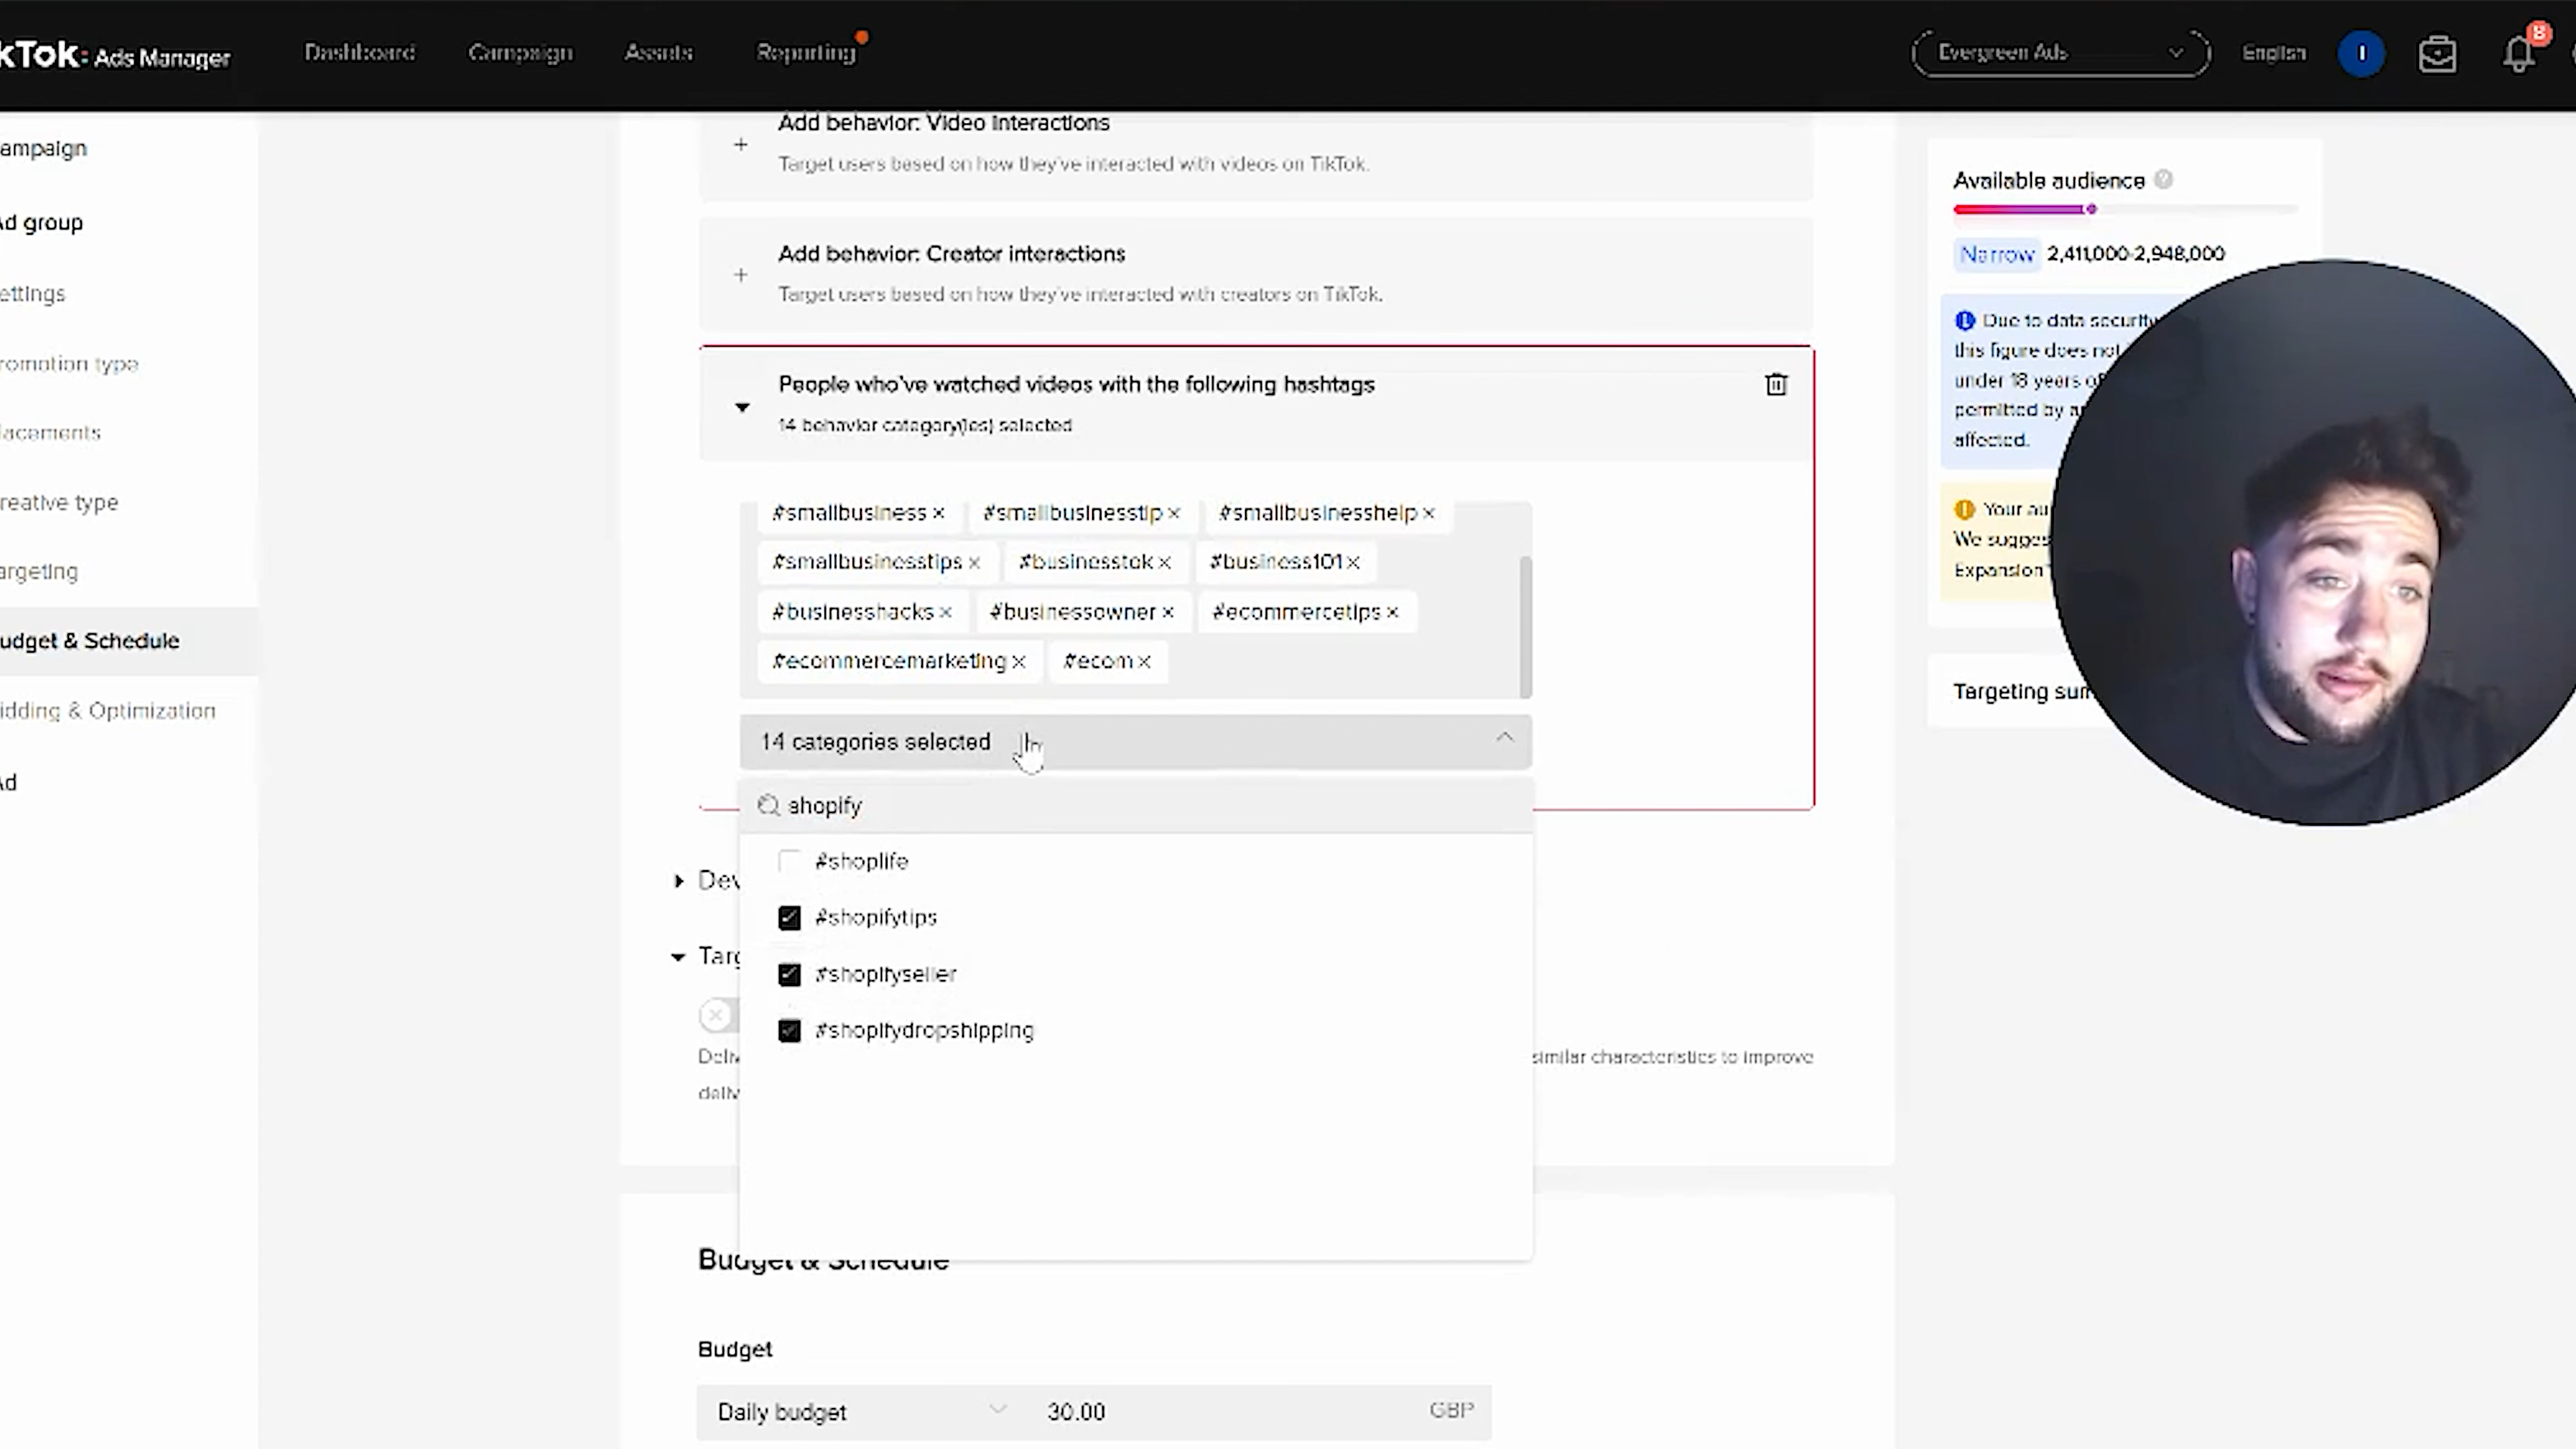 kTok: Ads Manager
Dashboard
Campaign
Assets
Reporting
Evergreen Ads
English
I
8
ampaign
Ad group
ettings
romotion type
lacements
reative type
argeting
udget & Schedule
idding & Optimization
Ad
Add behavior: Video interactions
Target users based on how they've interacted with videos on TikTok.
Add behavior: Creator interactions
Target users based on how they've interacted with creators on TikTok.
People who've watched videos with the following hashtags
14 behavior category(ies) selected
#smallbusiness × #smallbusinesstip × #smallbusinesshelp ×
#smallbusinesstips × #businesstok × #business101 ×
#businesshacks × #businessowner × #ecommercetips ×
#ecommercemarketing × #ecom ×
14 categories selected
shopify
#shoplife
#shopifytips
#shopifyseller
#shopifydropshipping
Dev
Targ
Deliv
similar characteristics to improve
deliv
Budget & Schedule
Budget
Daily budget
30.00
GBP
Available audience
Narrow 2,411,000-2,948,000
Due to data security
this figure does not
under 18 years of
permitted by a
affected.
Your au
We sugges
Expansion"
Targeting sum